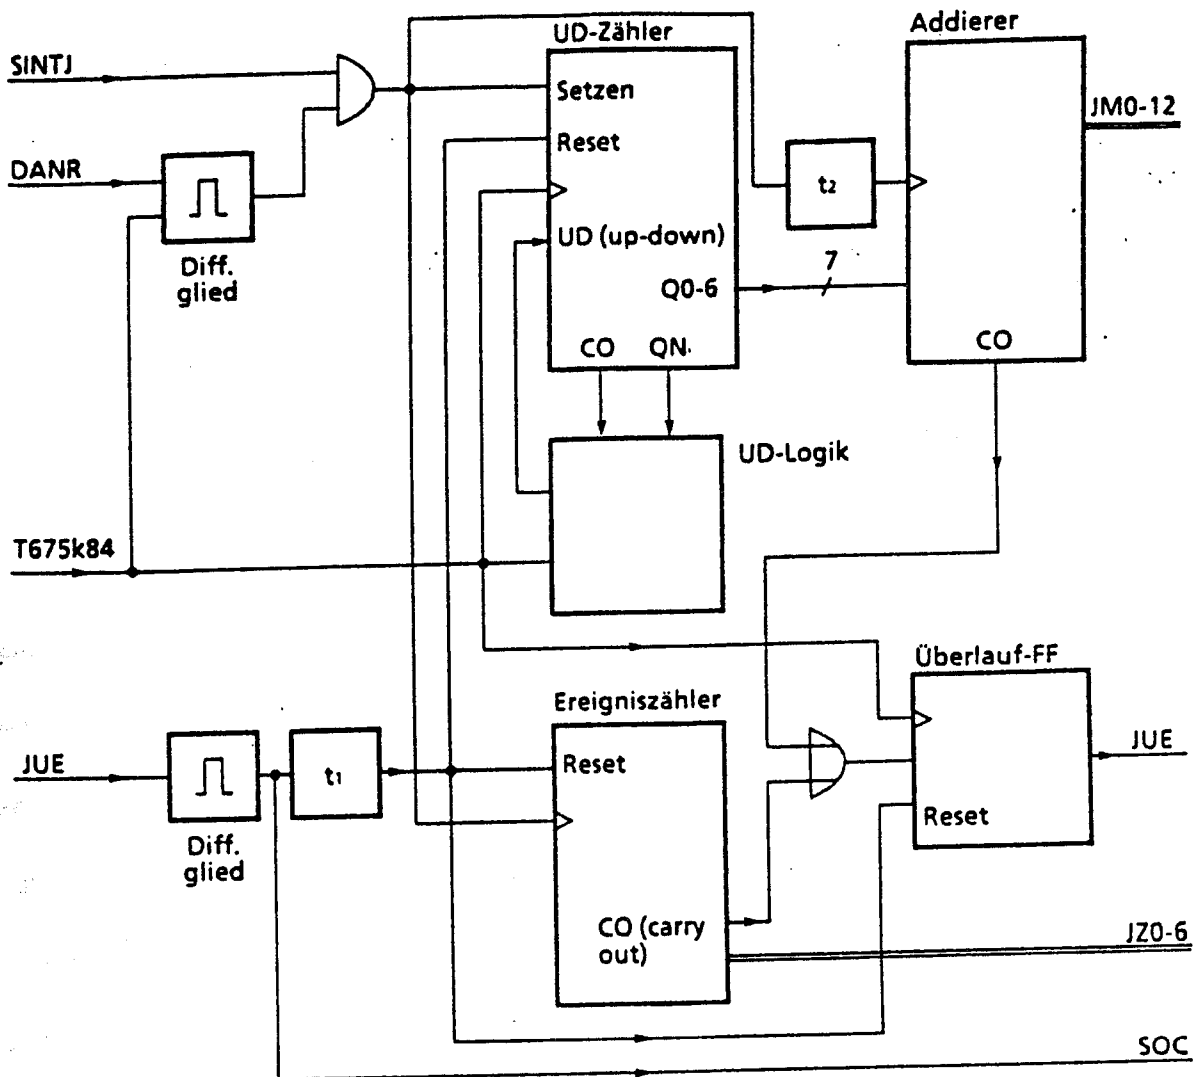 UD-Zähler
Addierer
SINTJ
Setzen
JM0-12
Reset
DANR
t2
UD (up-down)
7
Diff.
glied
Q0-6
CO QN
CO
UD-Logik
T675k84
Überlauf-FF
Ereigniszähler
JUE
Reset
JUE
t1
Reset
Diff.
glied
CO (carry
out)
JZ0-6
SOC